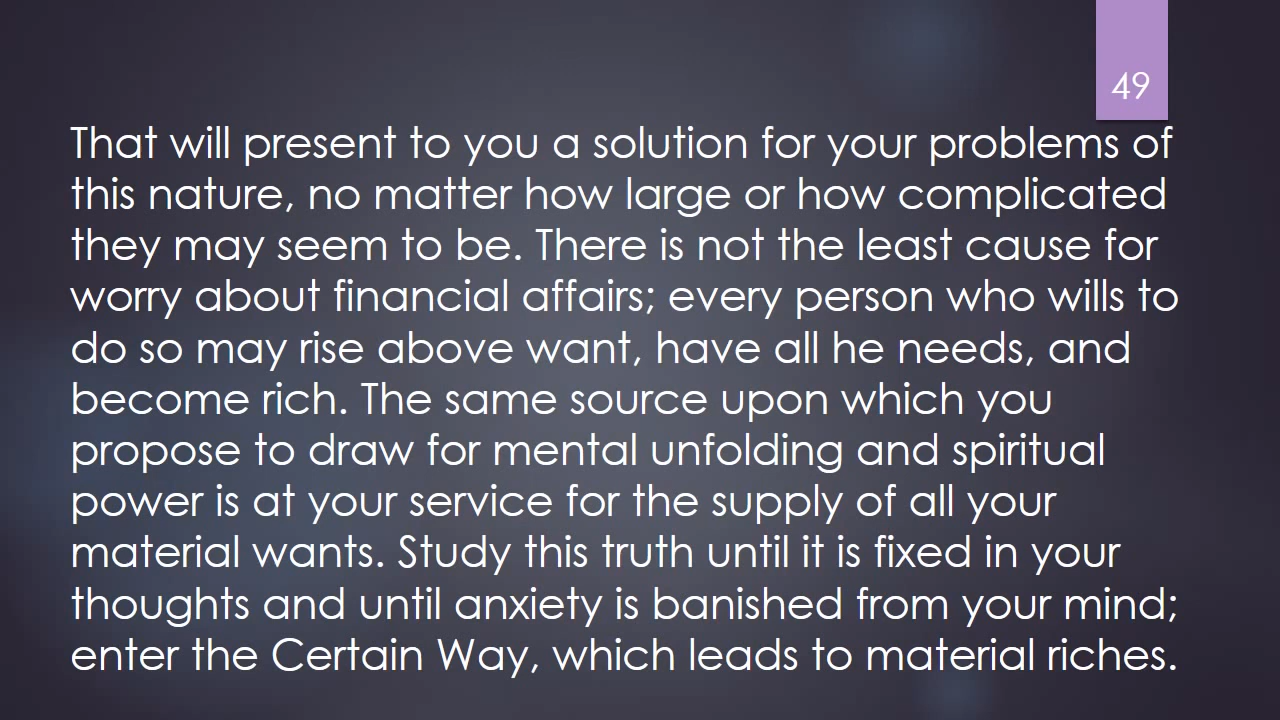 49
That will present to you a solution for your problems of
this nature, no matter how large or how complicated
they may seem to be. There is not the least cause for
worry about financial affairs; every person who wills to
do so may rise above want, have all he needs, and
become rich. The same source upon which you
propose to draw for mental unfolding and spiritual
power is at your service for the supply of all your
material wants. Study this truth until it is fixed in your
thoughts and until anxiety is banished from your mind;
enter the Certain Way, which leads to material riches.